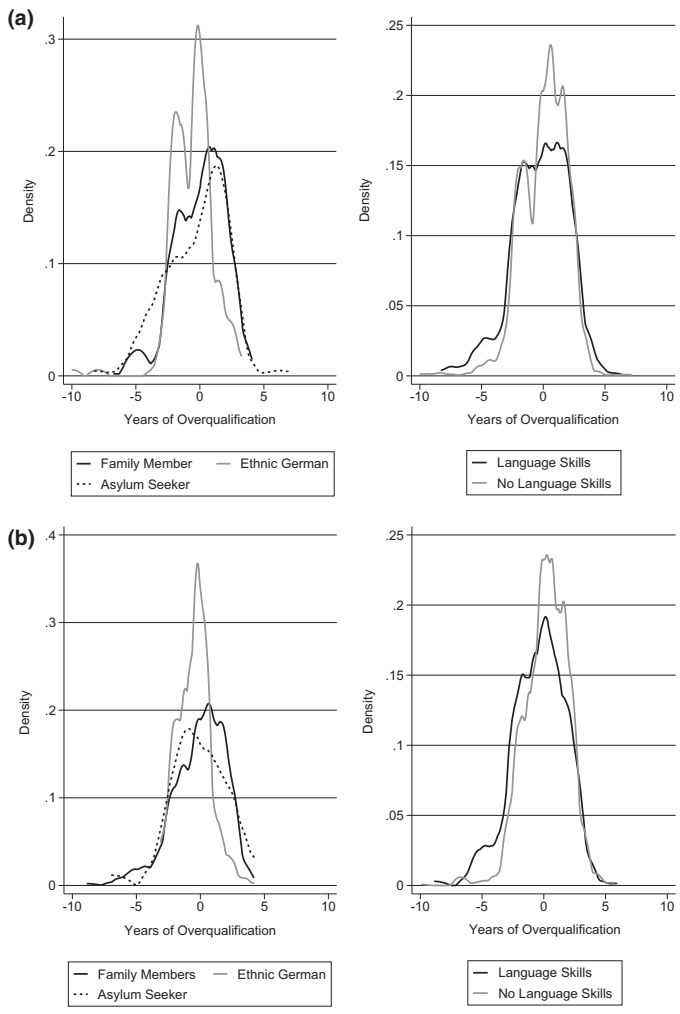 (a)
.3
.2
.1
0
Density
-10 -5 0 5 10
Years of Overqualification
Family Member Ethnic German
Asylum Seeker
.25
.2
.15
.1
.05
0
Density
-10 -5 0 5 10
Years of Overqualification
Language Skills
No Language Skills
(b)
.4
.3
.2
.1
0
Density
-10 -5 0 5 10
Years of Overqualification
Family Members Ethnic German
Asylum Seeker
.25
.2
.15
.1
.05
0
Density
-10 -5 0 5 10
Years of Overqualification
Language Skills
No Language Skills